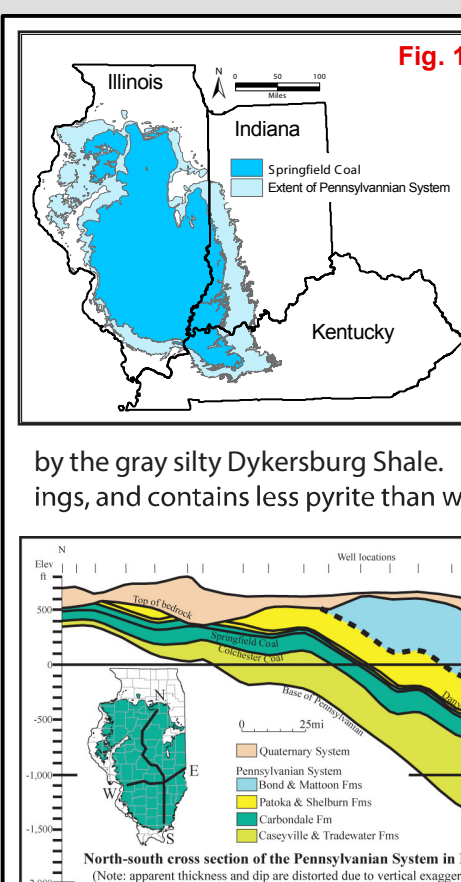 Fig. 1
Illinois
N
0 50 100
Miles
Indiana
Springfield Coal
Extent of Pennsylvannian System
Kentucky
by the gray silty Dykersburg Shale.
ings, and contains less pyrite than w
N
Elev
ft
Well locations
Top of bedrock
500
Springfield Coal
Colchester Coal
0
Base of Pennsylvanian
Danv
N
-500
0 25mi
Quaternary System
Pennsylvanian System
E
-1,000
Bond & Mattoon Fms
W
Patoka & Shelburn Fms
Carbondale Fm
-1,500
S
Caseyville & Tradewater Fms
North-south cross section of the Pennsylvanian System in I
(Note: apparent thickness and dip are distorted due to vertical exagger